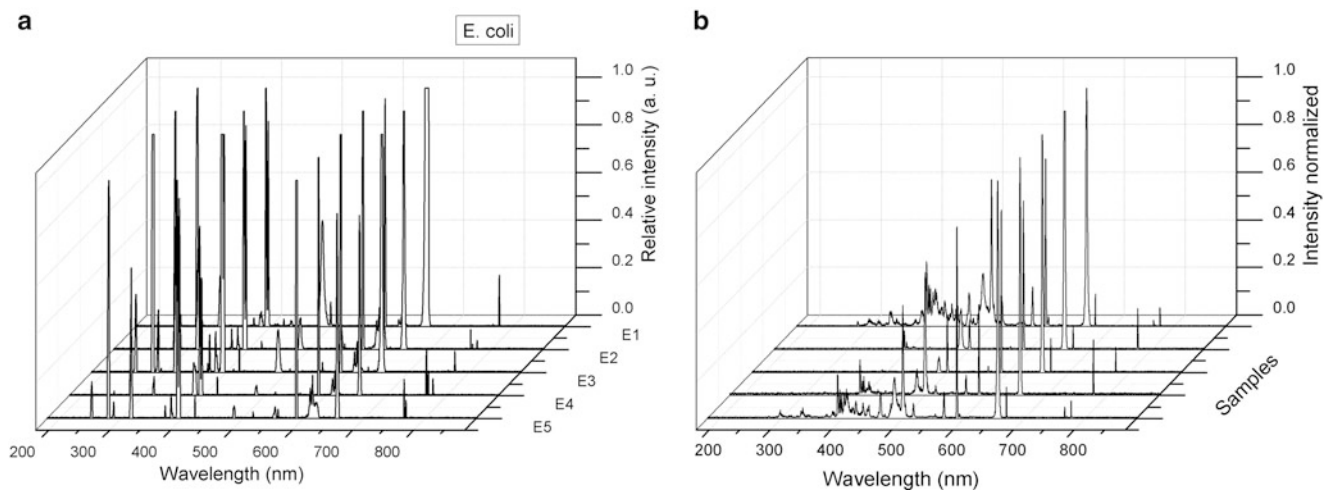 a
E. coli
1.0
0.8
0.6
0.4
0.2
0.0
Relative intensity (a. u.)
E1
E2
E3
E4
E5
200 300 400 500 600 700 800
Wavelength (nm)
b
1.0
0.8
0.6
0.4
0.2
0.0
Intensity normalized
Samples
200 300 400 500 600 700 800
Wavelength (nm)